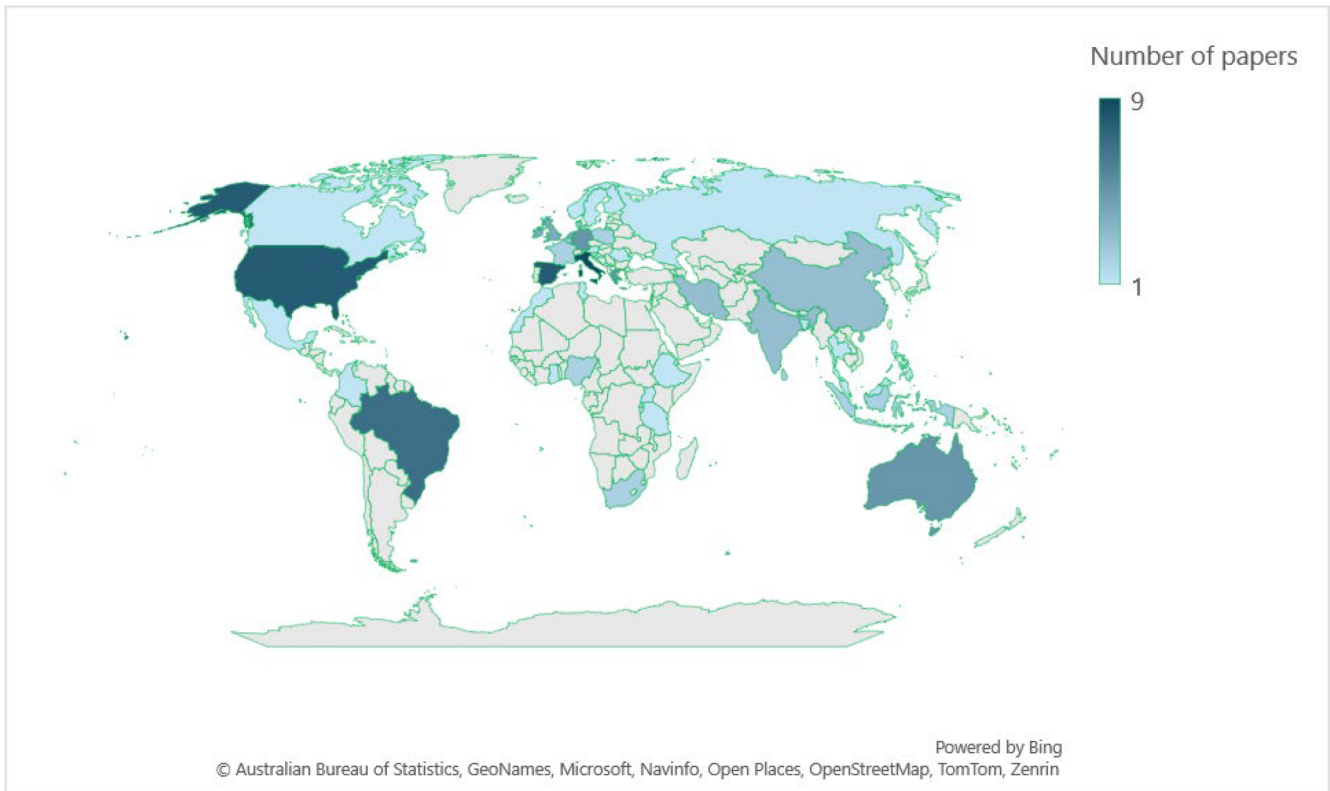 Number of papers
9
1
Powered by Bing
© Australian Bureau of Statistics, GeoNames, Microsoft, Navinfo, Open Places, OpenStreetMap, TomTom, Zenrin